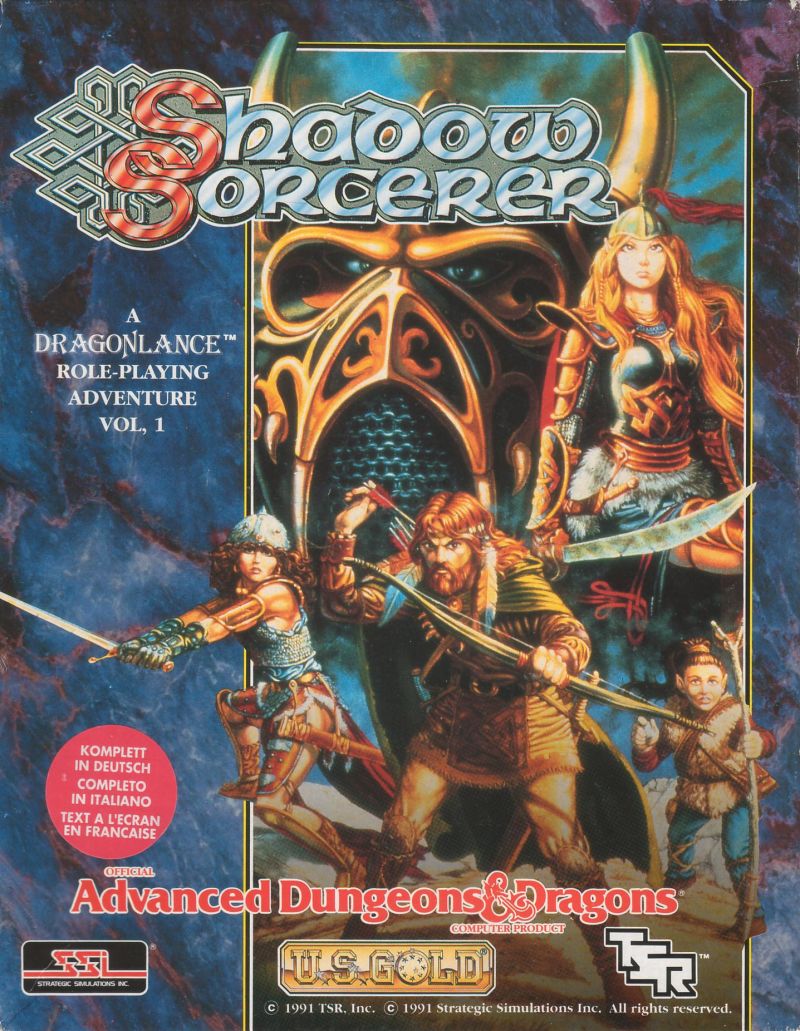 Shadow
Sorcerer
A
DRAGONLANCE™
ROLE-PLAYING
ADVENTURE
VOL, 1
KOMPLETT
IN DEUTSCH
COMPLETO
IN ITALIANO
TEXT A L'ECRAN
EN FRANCAISE
OFFICIAL
Advanced Dungeons & Dragons®
COMPUTER PRODUCT
SSI®
STRATEGIC SIMULATIONS INC.
U.S. GOLD®
TSR™
© 1991 TSR, Inc. © 1991 Strategic Simulations Inc. All rights reserved.